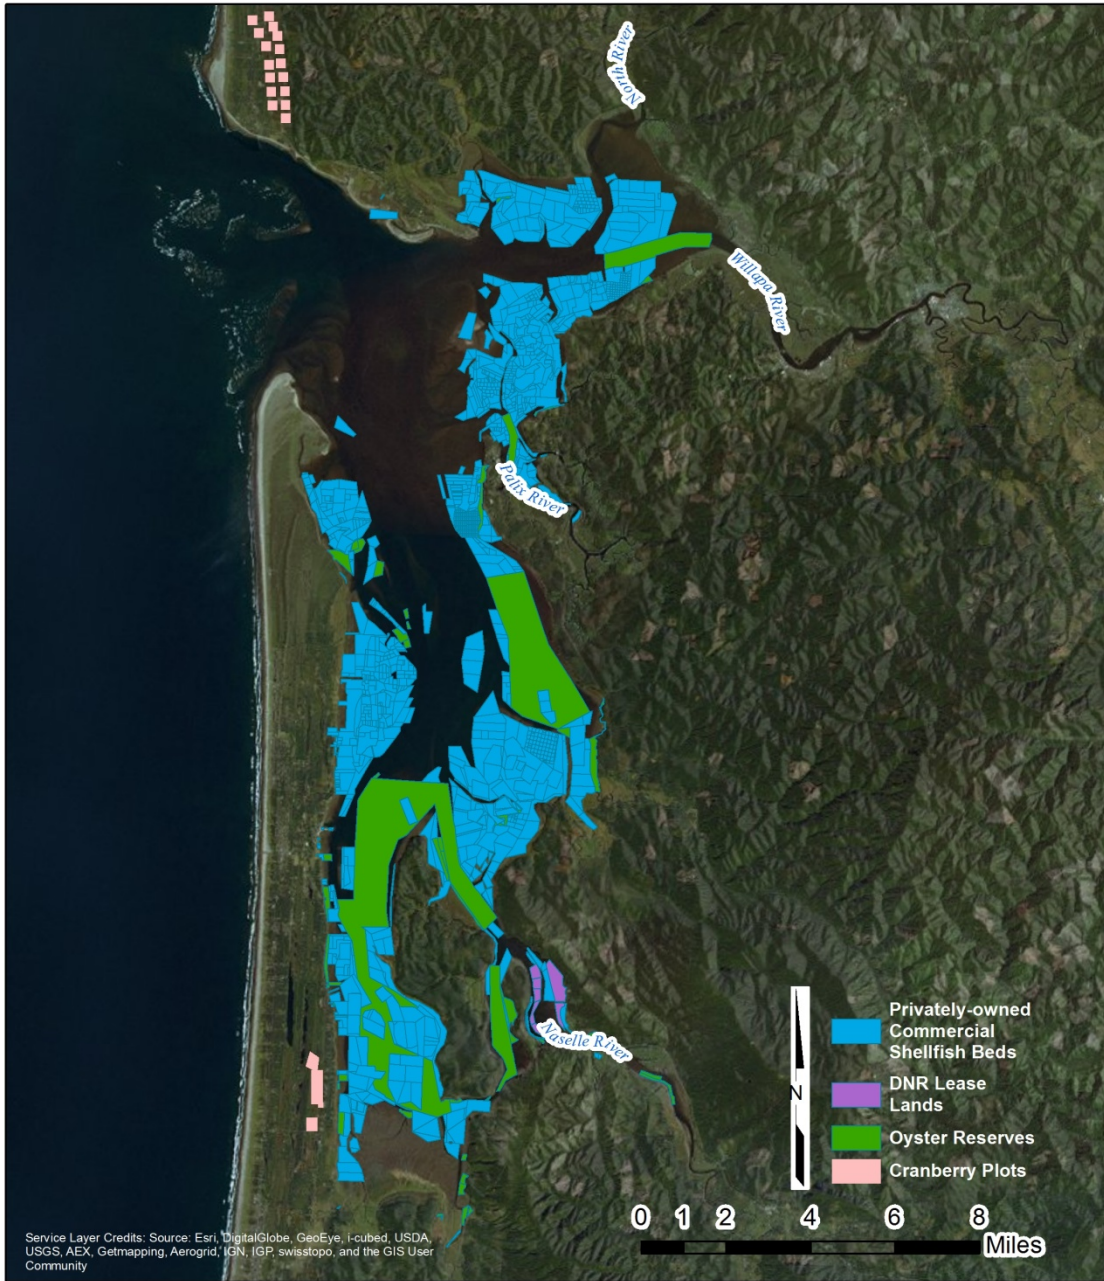 North River
Willapa River
Palix River
Naselle River
Privately-owned
Commercial
Shellfish Beds
DNR Lease
Lands
Oyster Reserves
Cranberry Plots
N
0 1 2 4 6 8
Miles
Service Layer Credits: Source: Esri, DigitalGlobe, GeoEye, i-cubed, USDA,
USGS, AEX, Getmapping, Aerogrid, IGN, IGP, swisstopo, and the GIS User
Community